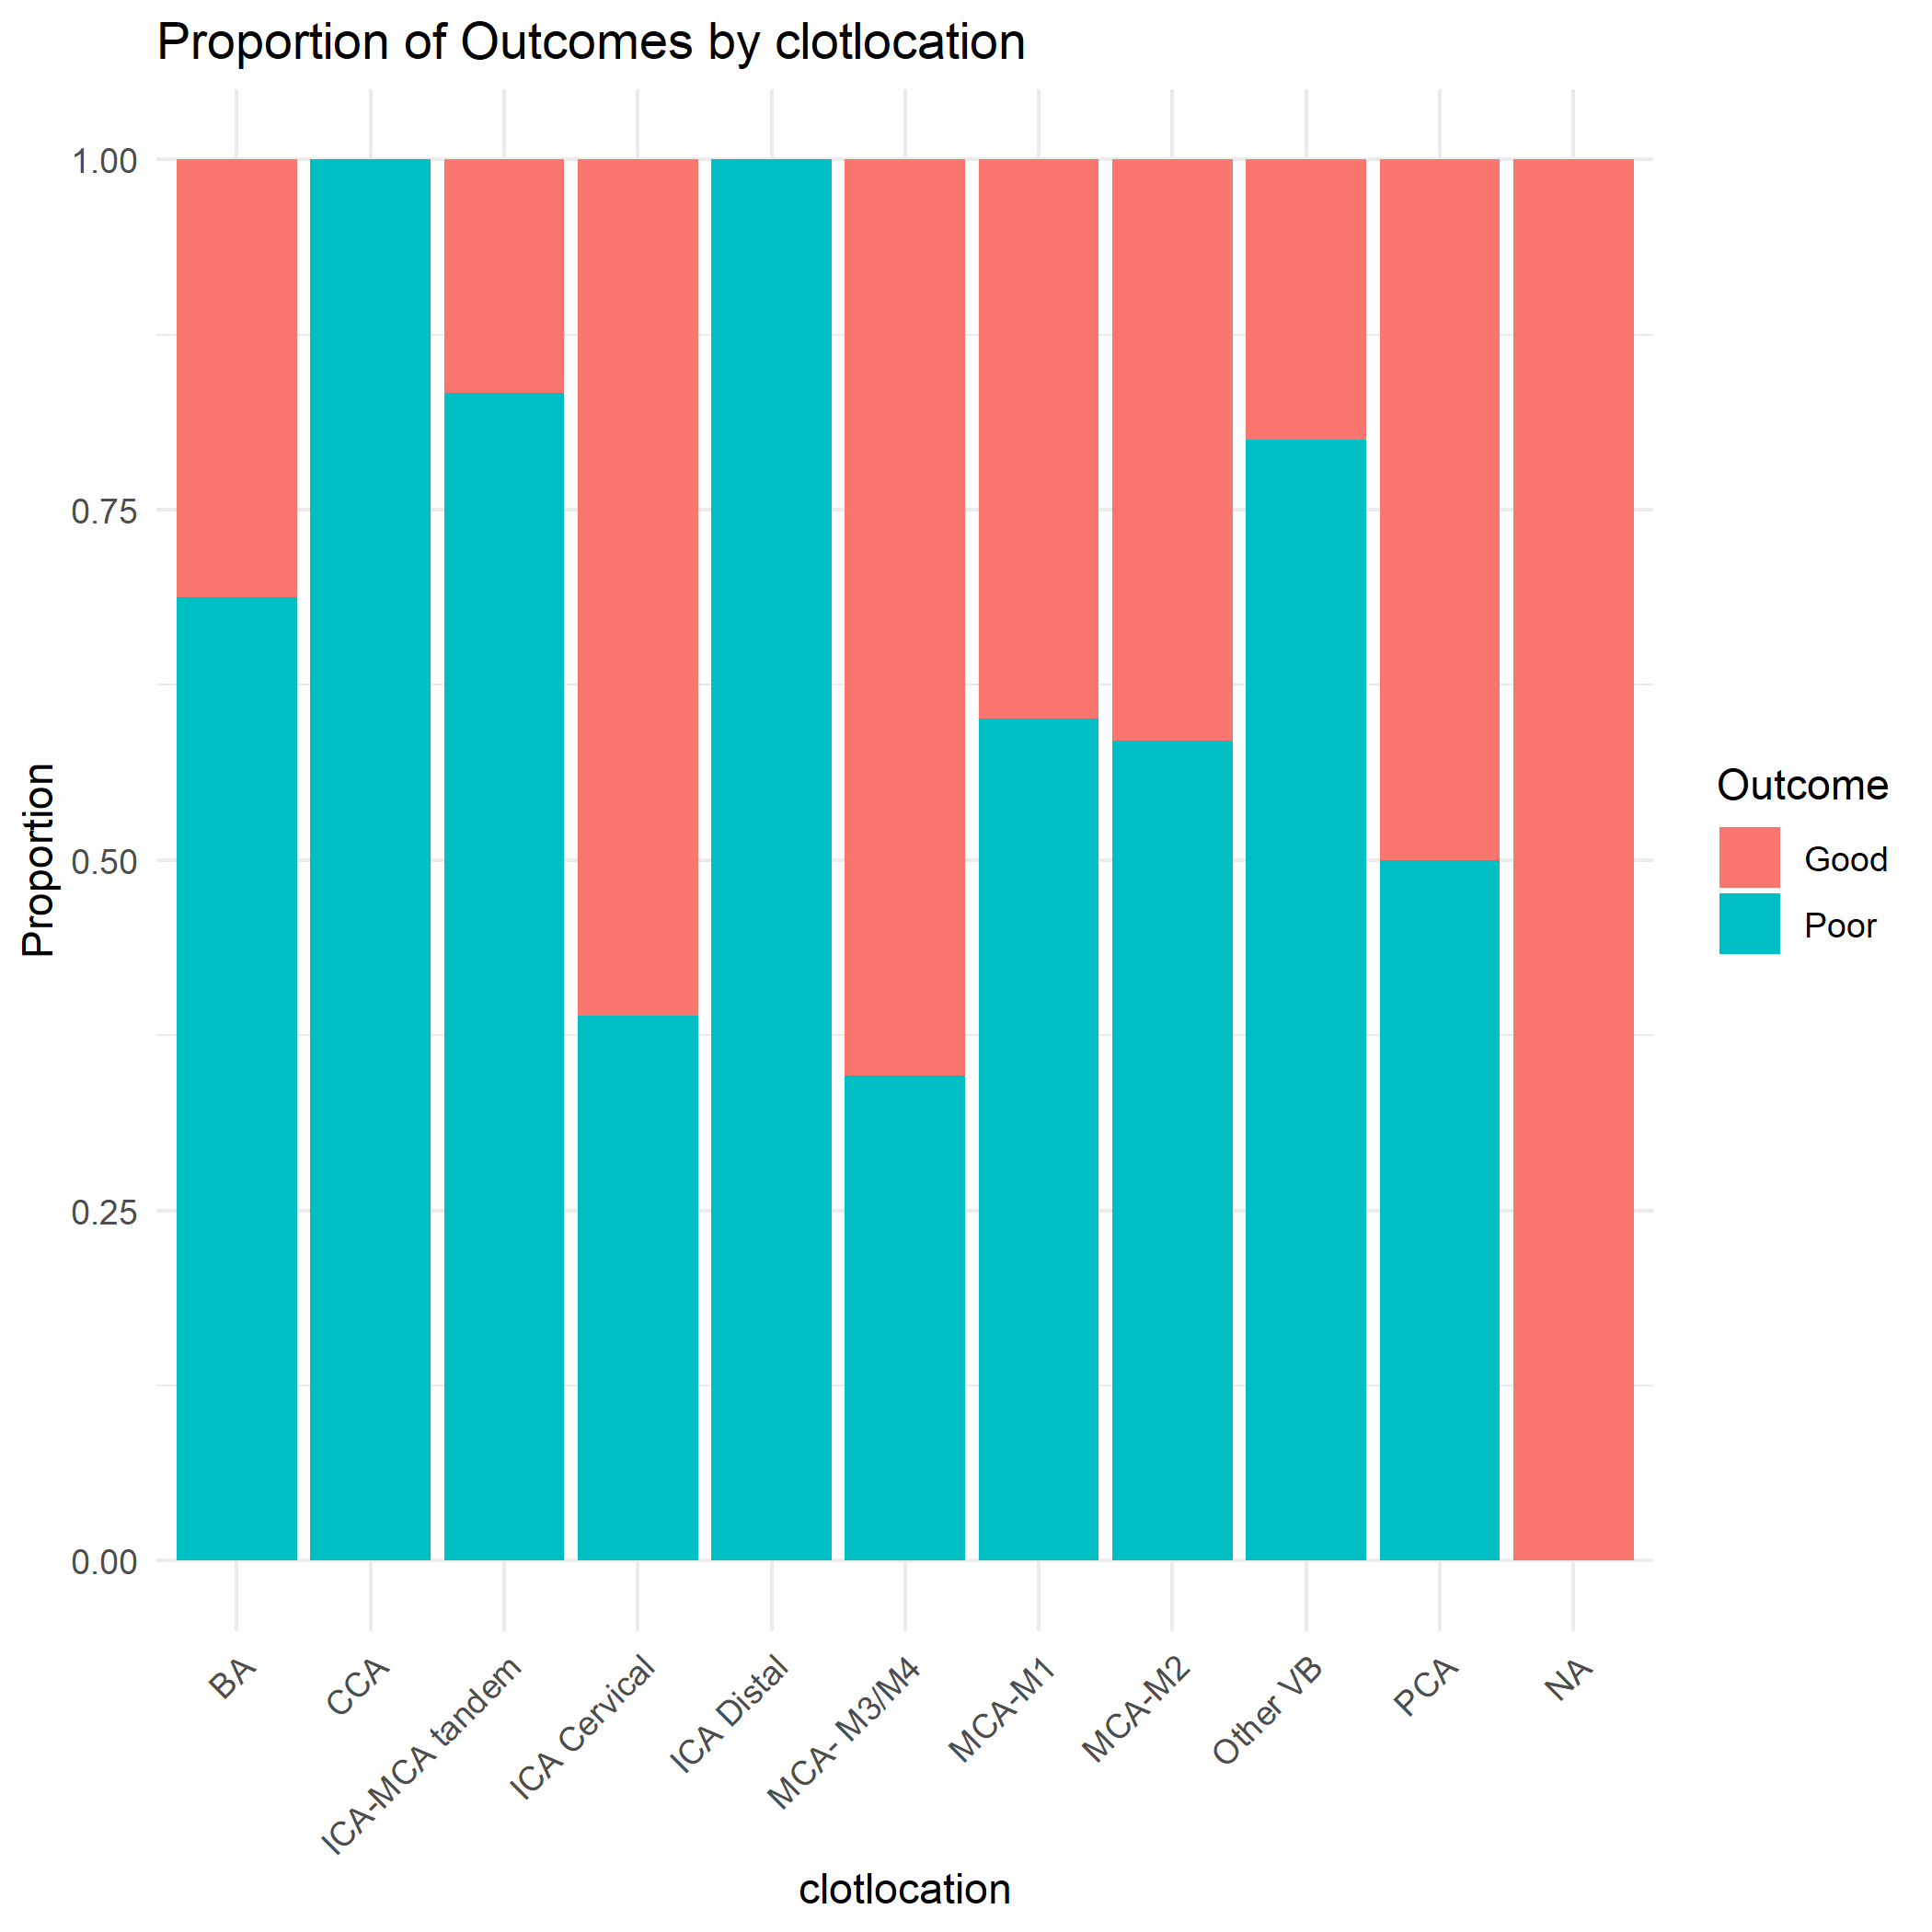 Proportion of Outcomes by clotlocation
1.00
0.75
0.50
0.25
0.00
Proportion
BA
CCA
ICA-MCA tandem
ICA Cervical
ICA Distal
MCA- M3/M4
MCA-M1
MCA-M2
Other VB
PCA
NA
clotlocation
Outcome
Good
Poor